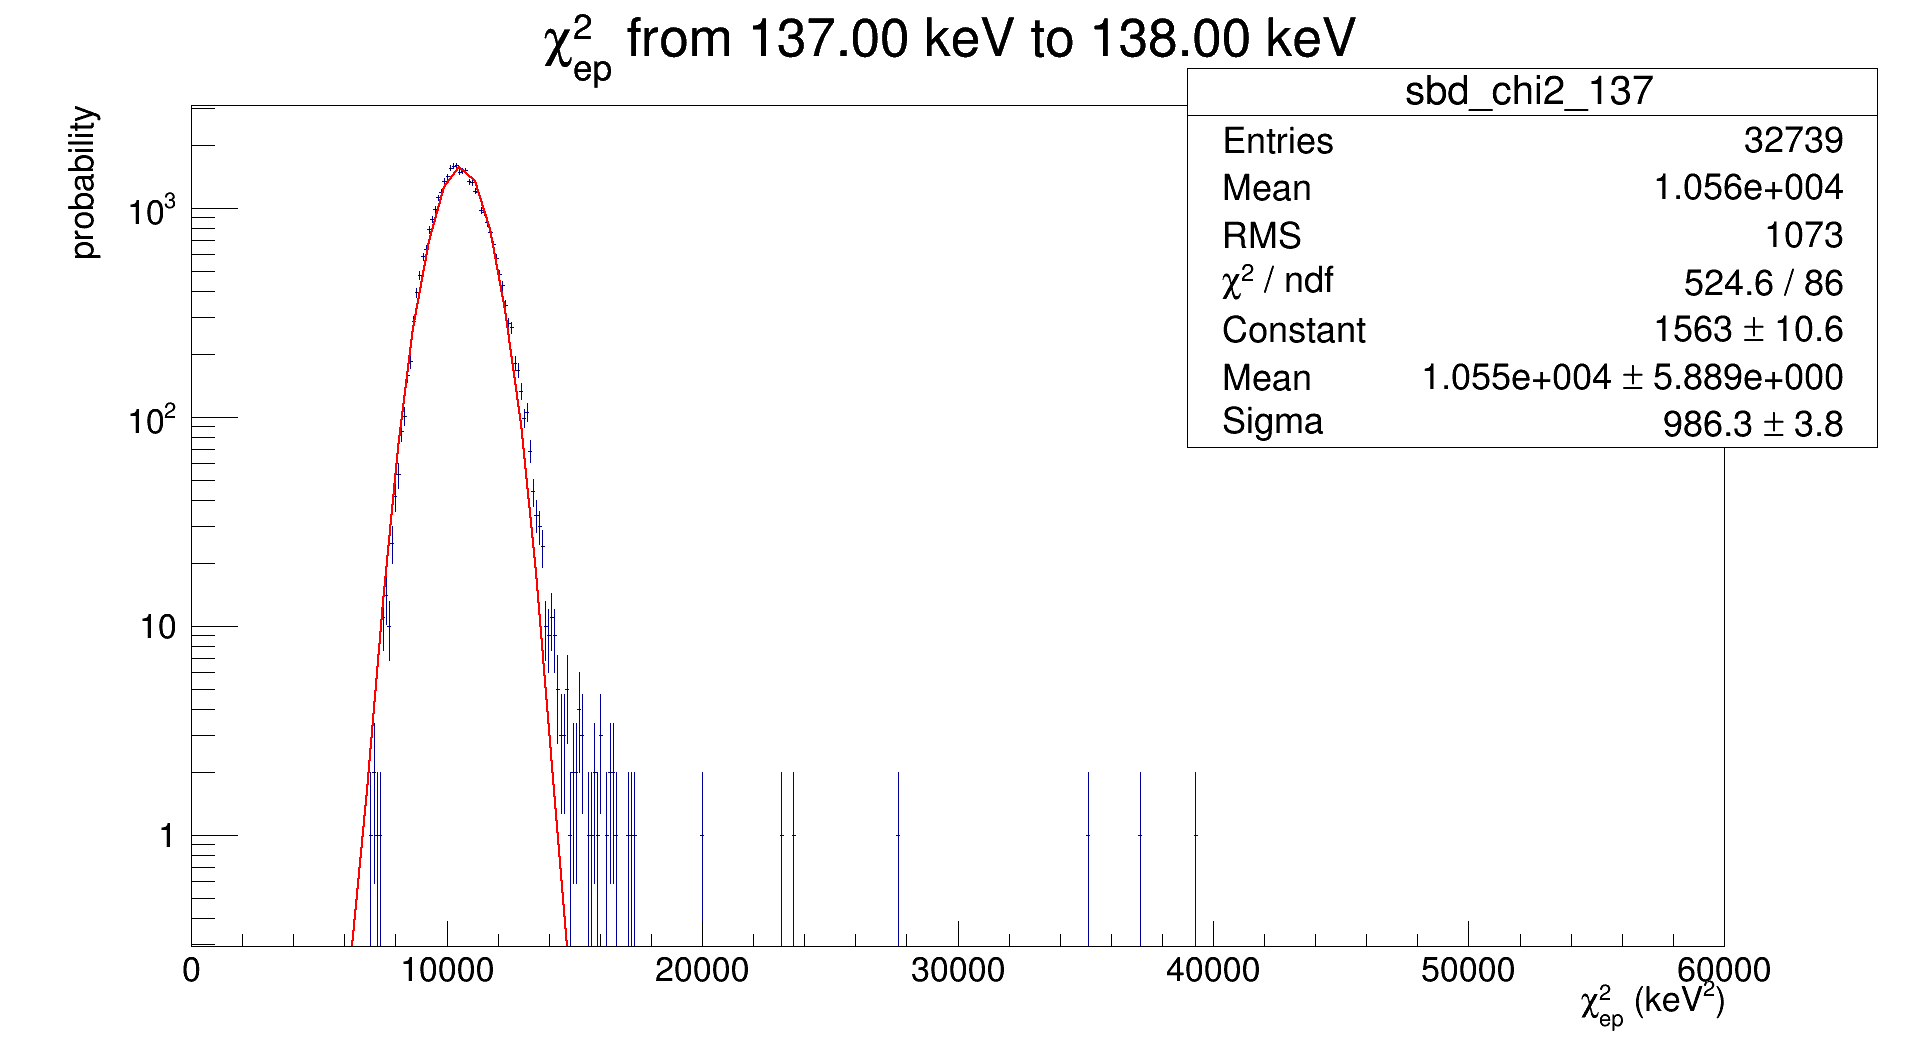 χ²ep from 137.00 keV to 138.00 keV
sbd_chi2_137
Entries 32739
Mean 1.056e+004
RMS 1073
χ² / ndf 524.6 / 86
Constant 1563 ± 10.6
Mean 1.055e+004 ± 5.889e+000
Sigma 986.3 ± 3.8
probability
10³
10²
10
1
0 10000 20000 30000 40000 50000 60000
χ²ep (keV²)